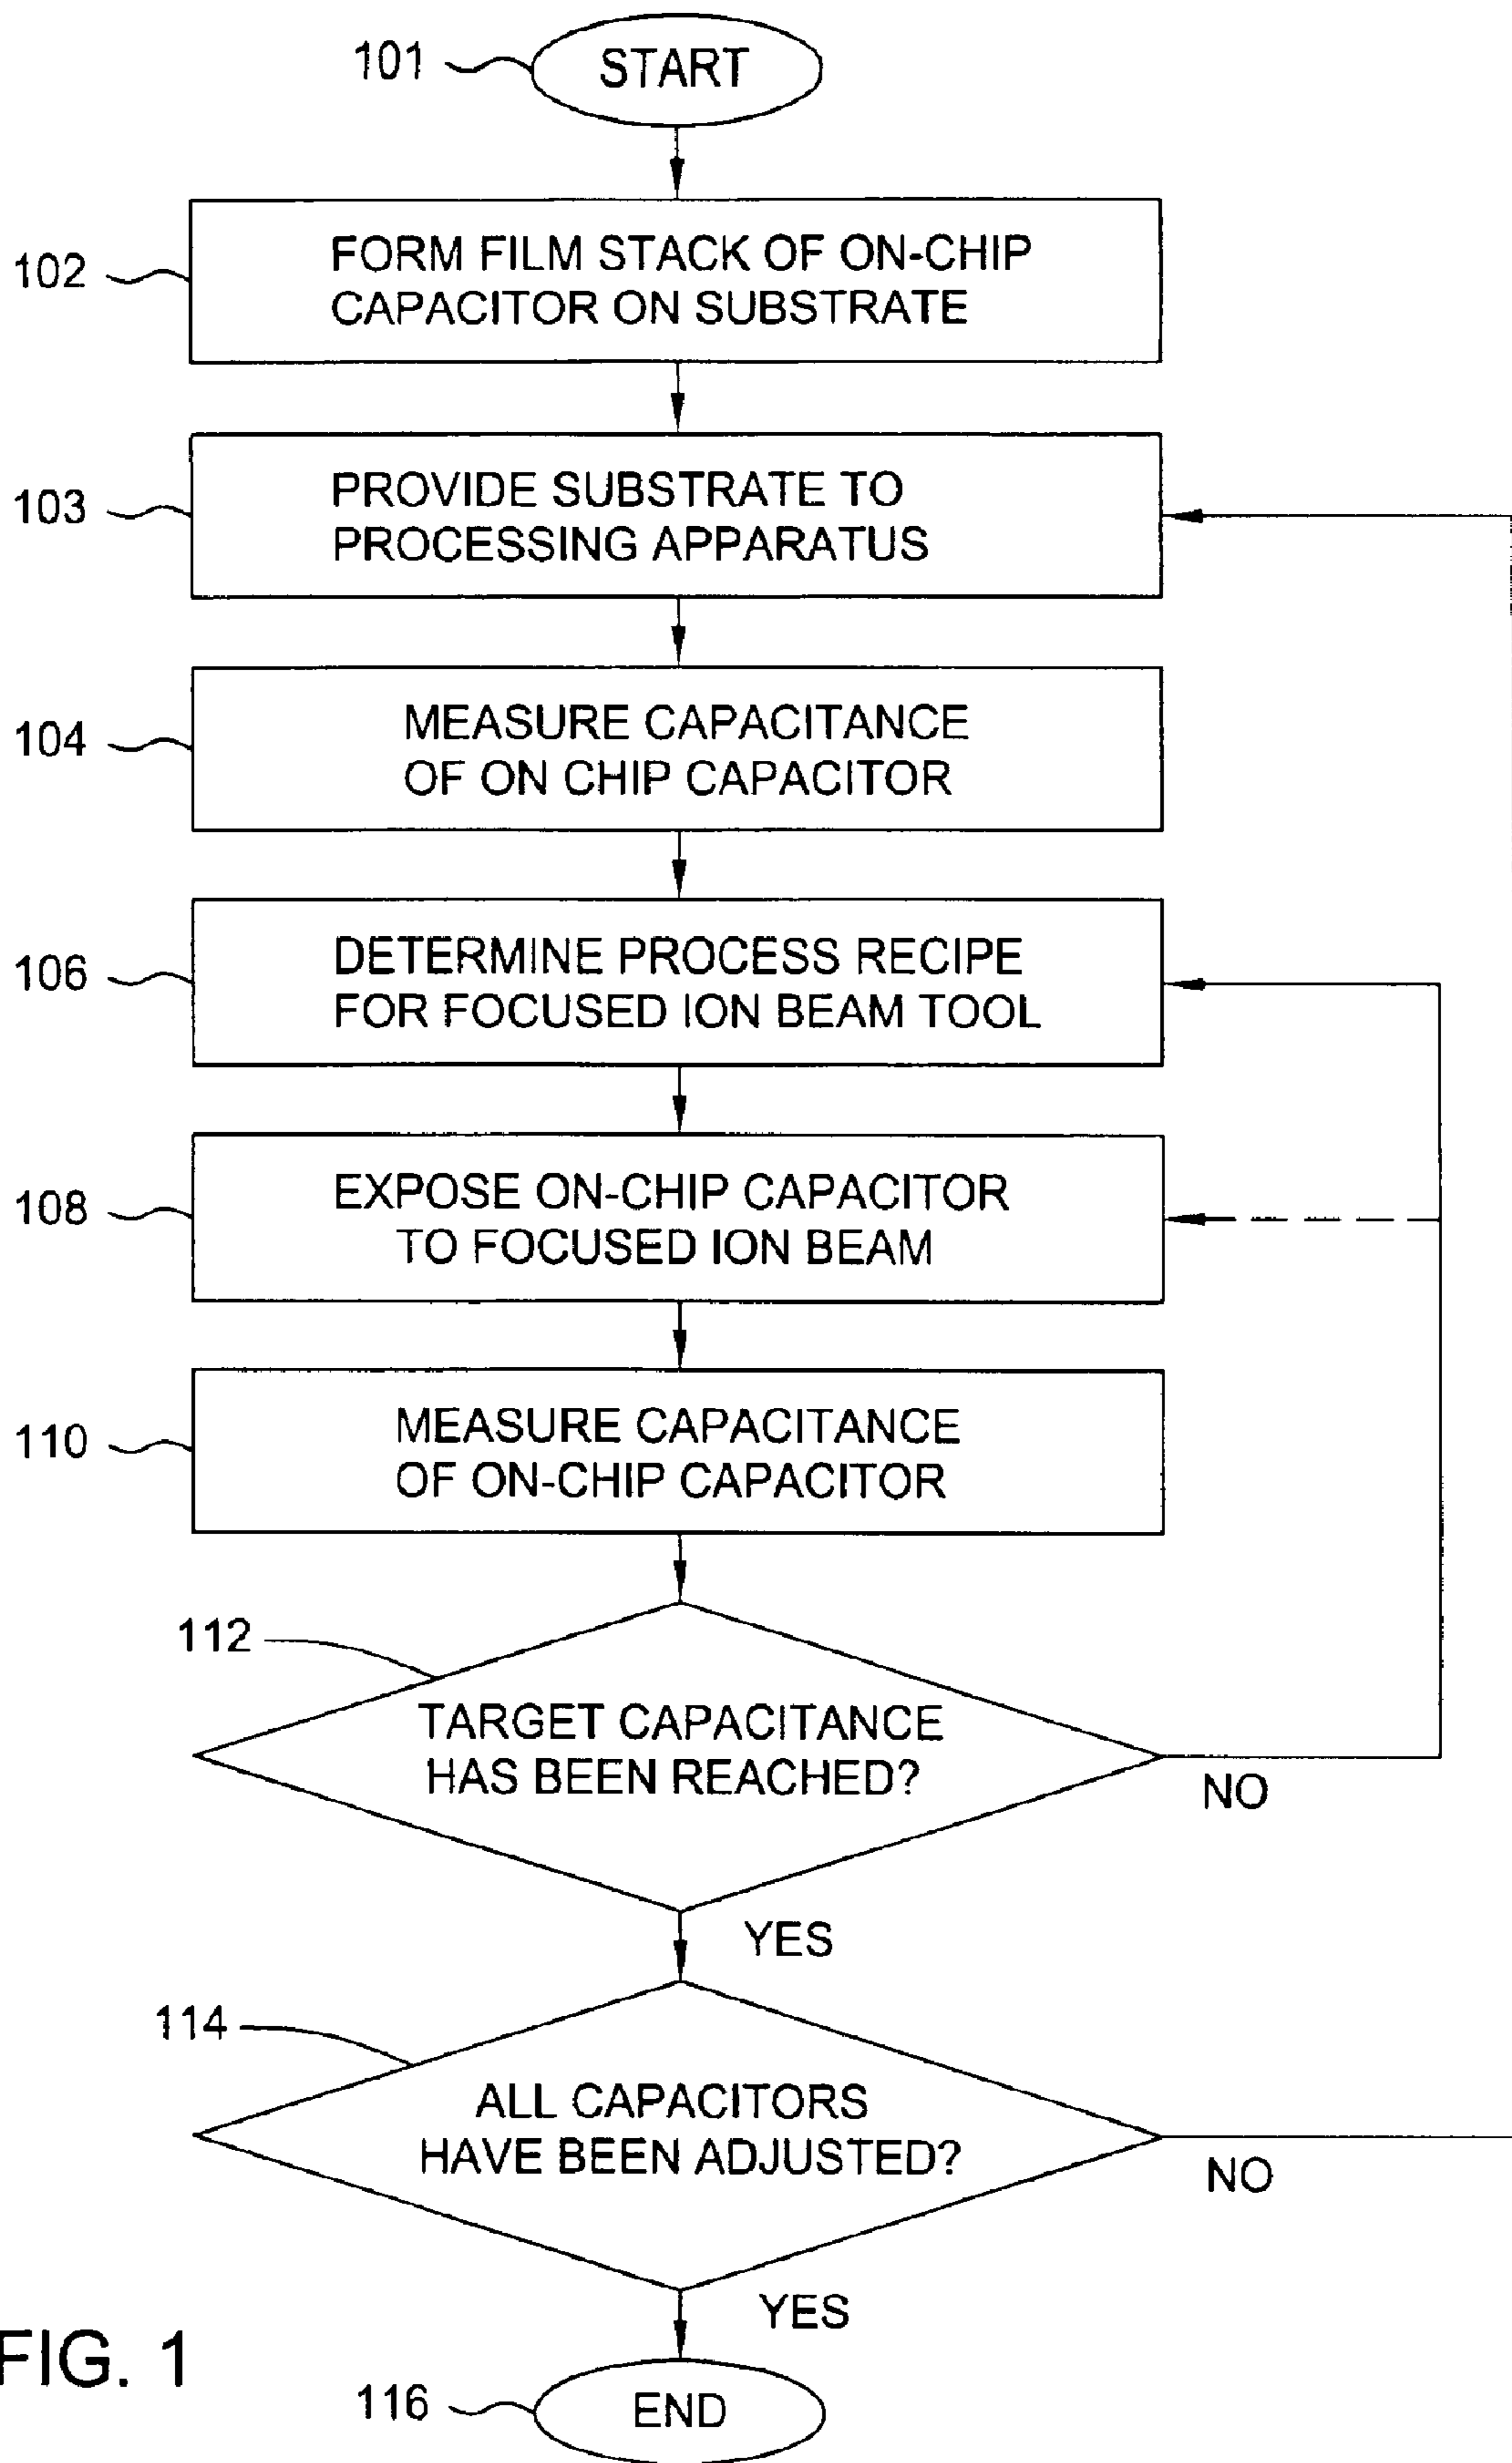 101
START
102
FORM FILM STACK OF ON-CHIP
CAPACITOR ON SUBSTRATE
103
PROVIDE SUBSTRATE TO
PROCESSING APPARATUS
104
MEASURE CAPACITANCE
OF ON CHIP CAPACITOR
106
DETERMINE PROCESS RECIPE
FOR FOCUSED ION BEAM TOOL
108
EXPOSE ON-CHIP CAPACITOR
TO FOCUSED ION BEAM
110
MEASURE CAPACITANCE
OF ON-CHIP CAPACITOR
112
TARGET CAPACITANCE
HAS BEEN REACHED?
NO
YES
114
ALL CAPACITORS
HAVE BEEN ADJUSTED?
NO
YES
FIG. 1
116
END